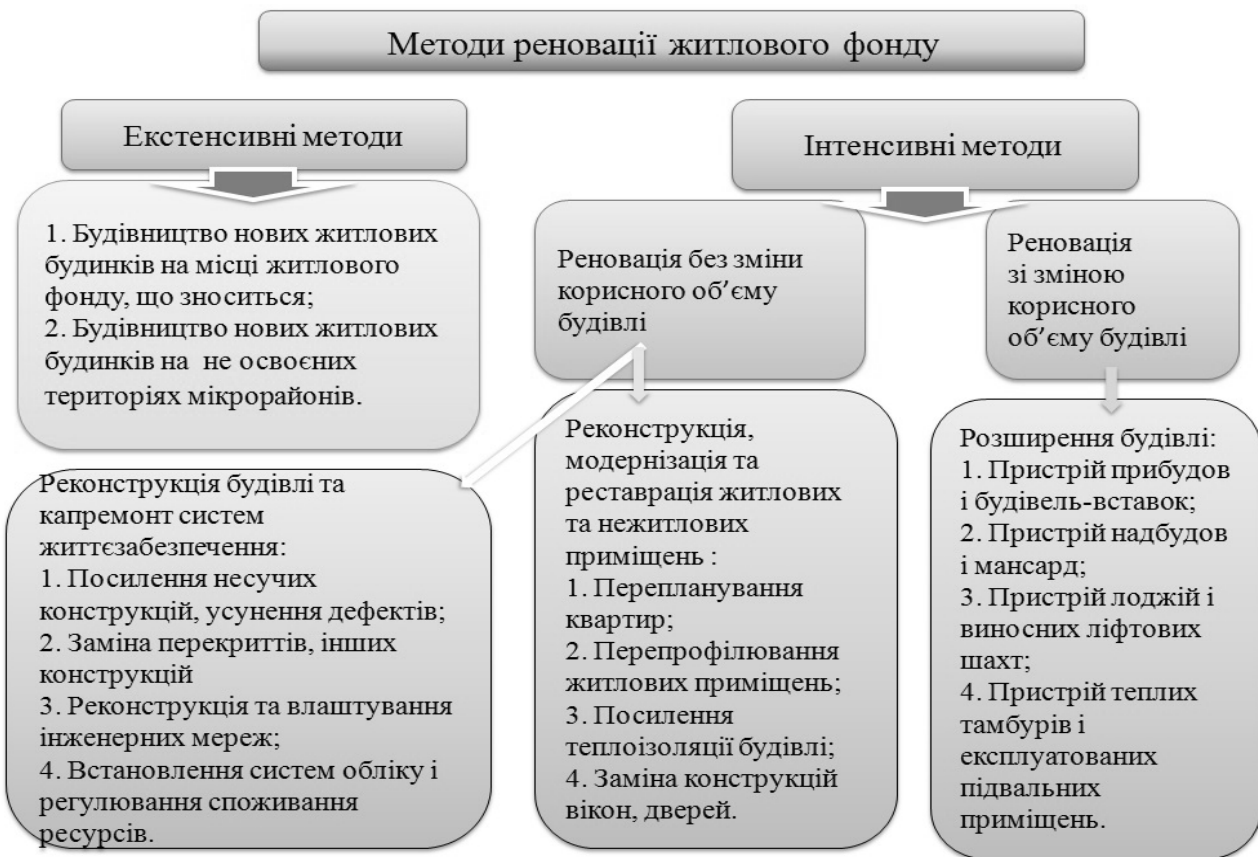 Методи реновації житлового фонду
Екстенсивні методи
1. Будівництво нових житлових
будинків на місці житлового
фонду, що зноситься;
2. Будівництво нових житлових
будинків на не освоєних
територіях мікрорайонів.
Інтенсивні методи
Реновація без зміни
корисного об′єму
будівлі
Реновація
зі зміною
корисного
об′єму будівлі
Реконструкція будівлі та
капремонт систем
життєзабезпечення:
1. Посилення несучих
конструкцій, усунення дефектів;
2. Заміна перекриттів, інших
конструкцій
3. Реконструкція та влаштування
інженерних мереж;
4. Встановлення систем обліку і
регулювання споживання
ресурсів.
Реконструкція,
модернізація та
реставрація житлових
та нежитлових
приміщень :
1. Перепланування
квартир;
2. Перепрофілювання
житлових приміщень;
3. Посилення
теплоізоляції будівлі;
4. Заміна конструкцій
вікон, дверей.
Розширення будівлі:
1. Пристрій прибудов
і будівель-вставок;
2. Пристрій надбудов
і мансард;
3. Пристрій лоджій і
виносних ліфтових
шахт;
4. Пристрій теплих
тамбурів і
експлуатованих
підвальних
приміщень.